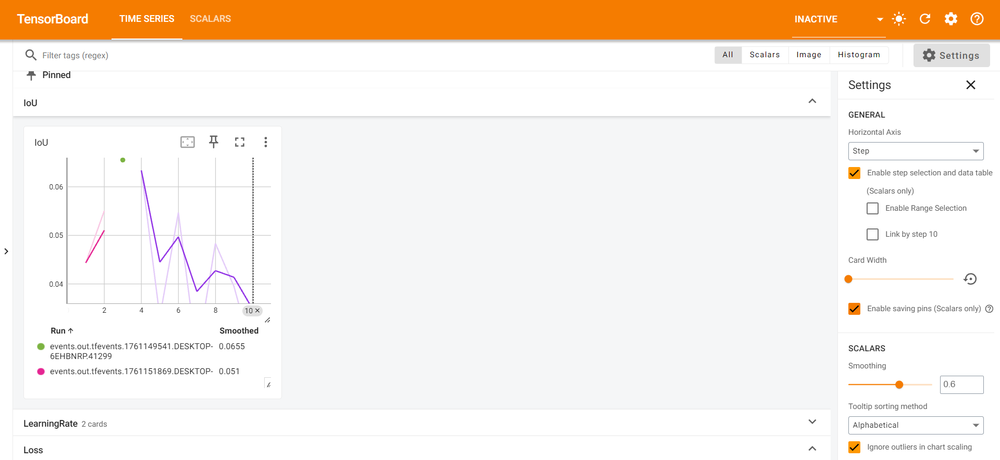 TensorBoard
TIME SERIES
SCALARS
INACTIVE
Filter tags (regex)
All
Scalars
Image
Histogram
Settings
Pinned
IoU
IoU
0.06
0.05
0.04
2
4
6
8
10
Run
Smoothed
events.out.tfevents.1761149541.DESKTOP-
6EHBNRP.41299
0.0655
events.out.tfevents.1761151869.DESKTOP-
0.051
LearningRate 2 cards
Loss
Settings
GENERAL
Horizontal Axis
Step
Enable step selection and data table
(Scalars only)
Enable Range Selection
Link by step 10
Card Width
Enable saving pins (Scalars only)
SCALARS
Smoothing
0.6
Tooltip sorting method
Alphabetical
Ignore outliers in chart scaling